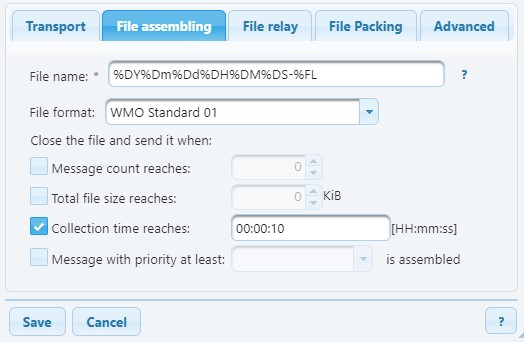 Transport File assembling File relay File Packing Advanced
File name: * %DY%Dm%Dd%DH%DM%DS-%FL ?
File format: WMO Standard 01
Close the file and send it when:
Message count reaches: 0
Total file size reaches: 0 KiB
Collection time reaches: 00:00:10 [HH:mm:ss]
Message with priority at least: is assembled
Save Cancel ?